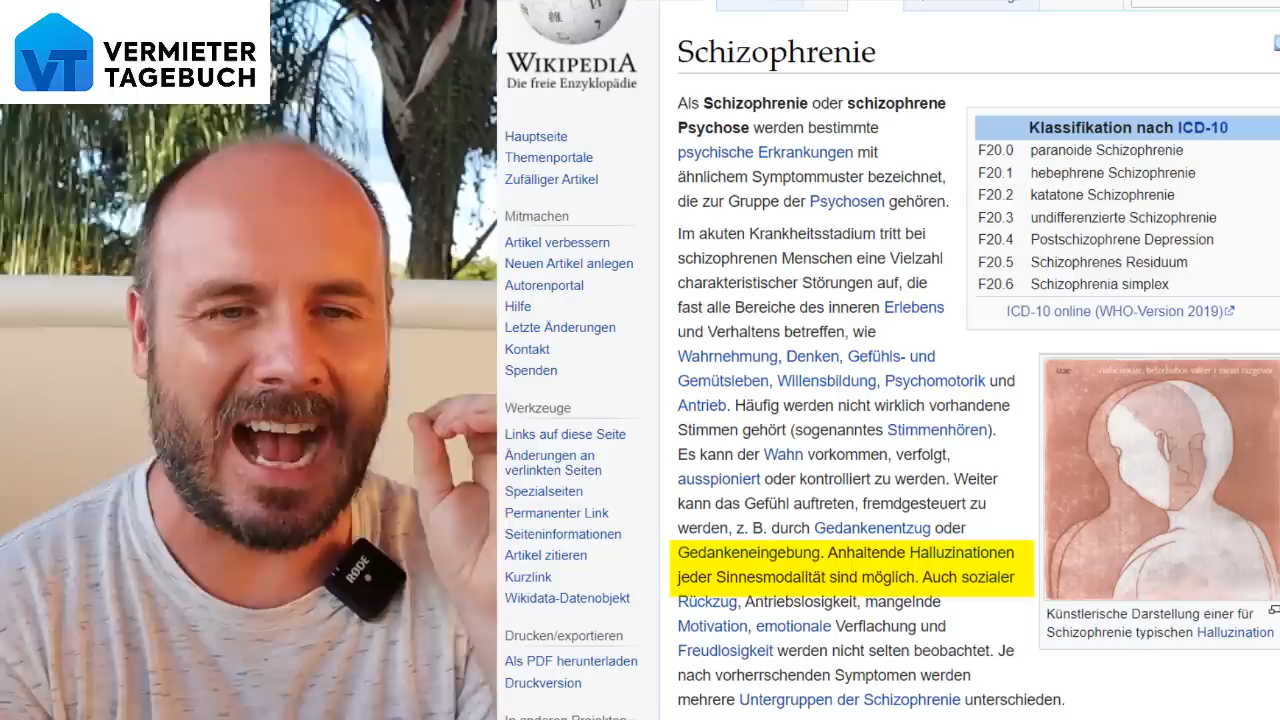 VT VERMIETER
TAGEBUCH
RØDE
WIKIPEDIA
Die freie Enzyklopädie
Hauptseite
Themenportale
Zufälliger Artikel
Mitmachen
Artikel verbessern
Neuen Artikel anlegen
Autorenportal
Hilfe
Letzte Änderungen
Kontakt
Spenden
Werkzeuge
Links auf diese Seite
Änderungen an
verlinkten Seiten
Spezialseiten
Permanenter Link
Seiteninformationen
Artikel zitieren
Kurzlink
Wikidata-Datenobjekt
Drucken/exportieren
Als PDF herunterladen
Druckversion
In anderen Projekten
Schizophrenie
Als Schizophrenie oder schizophrene
Psychose werden bestimmte
psychische Erkrankungen mit
ähnlichem Symptommuster bezeichnet,
die zur Gruppe der Psychosen gehören.
Im akuten Krankheitsstadium tritt bei
schizophrenen Menschen eine Vielzahl
charakteristischer Störungen auf, die
fast alle Bereiche des inneren Erlebens
und Verhaltens betreffen, wie
Wahrnehmung, Denken, Gefühls- und
Gemütsleben, Willensbildung, Psychomotorik und
Antrieb. Häufig werden nicht wirklich vorhandene
Stimmen gehört (sogenanntes Stimmenhören).
Es kann der Wahn vorkommen, verfolgt,
ausspioniert oder kontrolliert zu werden. Weiter
kann das Gefühl auftreten, fremdgesteuert zu
werden, z. B. durch Gedankenentzug oder
Gedankeneingebung. Anhaltende Halluzinationen
jeder Sinnesmodalität sind möglich. Auch sozialer
Rückzug, Antriebslosigkeit, mangelnde
Motivation, emotionale Verflachung und
Freudlosigkeit werden nicht selten beobachtet. Je
nach vorherrschenden Symptomen werden
mehrere Untergruppen der Schizophrenie unterschieden.
Klassifikation nach ICD-10
F20.0 paranoide Schizophrenie
F20.1 hebephrene Schizophrenie
F20.2 katatone Schizophrenie
F20.3 undifferenzierte Schizophrenie
F20.4 Postschizophrene Depression
F20.5 Schizophrenes Residuum
F20.6 Schizophrenia simplex
ICD-10 online (WHO-Version 2019)
Künstlerische Darstellung einer für
Schizophrenie typischen Halluzination